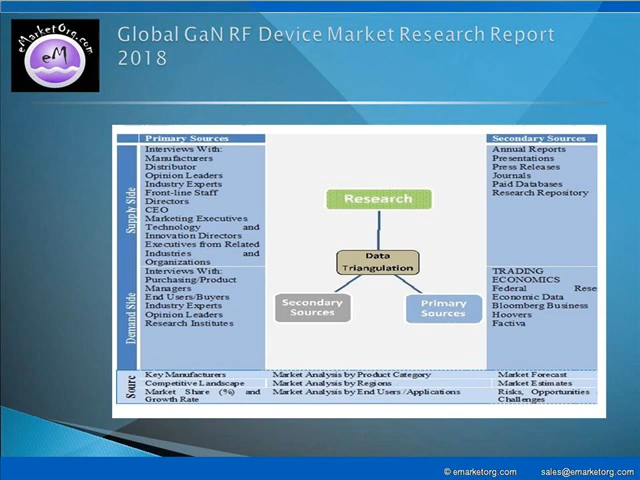 eMarketOrg.com
eM
Global GaN RF Device Market Research Report
2018
Primary Sources
Secondary Sources
Supply Side
Interviews With:
Manufacturers
Distributor
Opinion Leaders
Industry Experts
Front-line Staff
Directors
CEO
Marketing Executives
Technology and
Innovation Directors
Executives from Related
Industries and
Organizations
Annual Reports
Presentations
Press Releases
Journals
Paid Databases
Research Repository
Research
Data
Triangulation
Secondary
Sources
Primary
Sources
Demand Side
Interviews With:
Purchasing/Product
Managers
End Users/Buyers
Industry Experts
Opinion Leaders
Research Institutes
TRADING
ECONOMICS
Federal Rese
Economic Data
Bloomberg Business
Hoovers
Factiva
Sourc
Key Manufacturers
Competitive Landscape
Market Share (%) and
Growth Rate
Market Analysis by Product Category
Market Analysis by Regions
Market Analysis by End Users /Applications
Market Forecast
Market Estimates
Risks, Opportunities
Challenges
© emarketorg.com sales@emarketorg.com